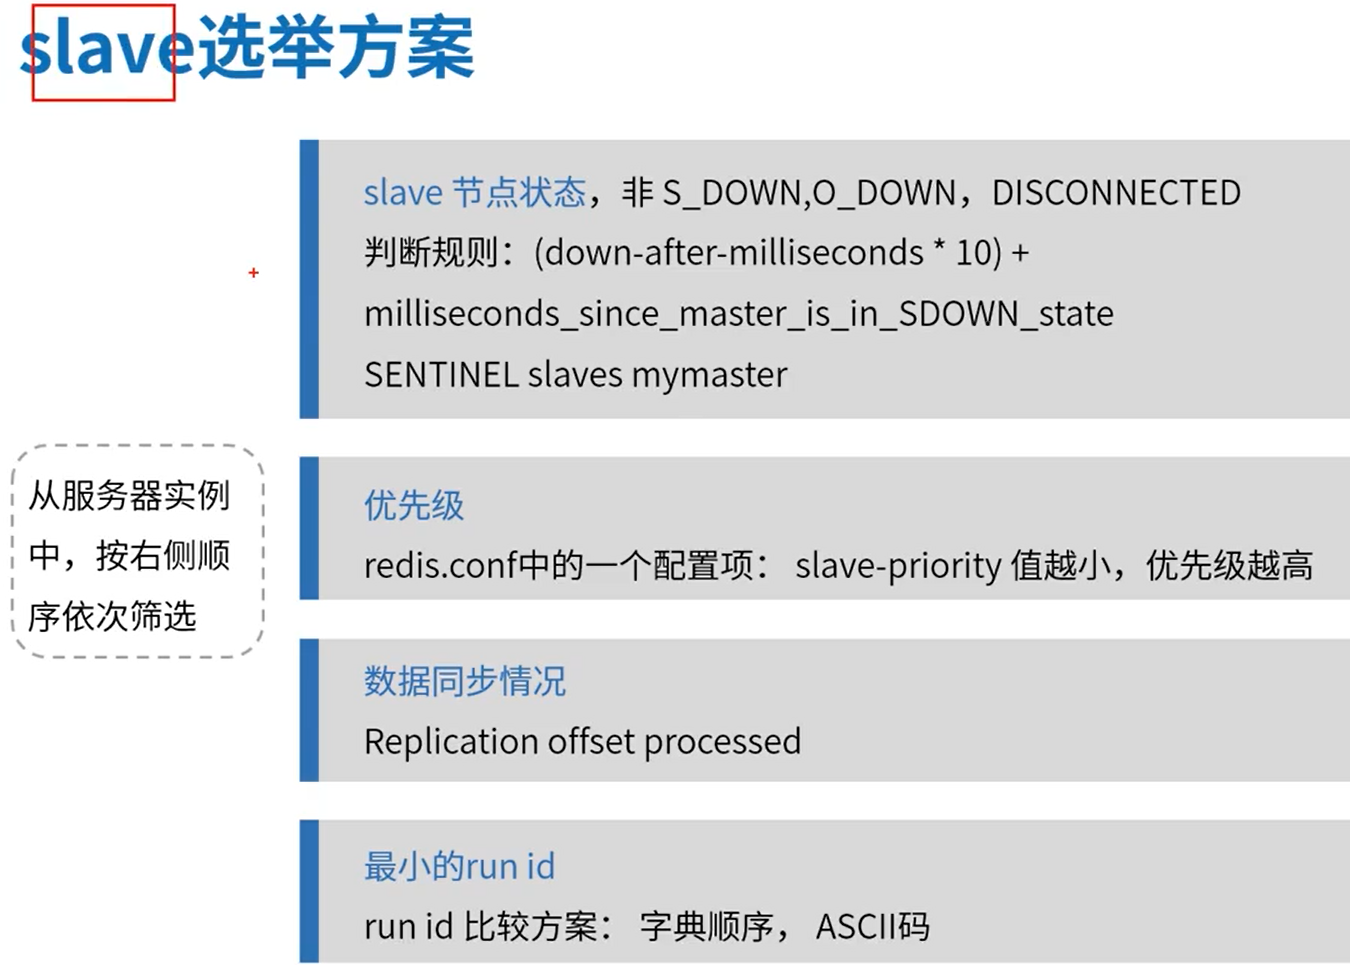 slave选举方案
slave 节点状态，非 S_DOWN,O_DOWN，DISCONNECTED
判断规则：(down-after-milliseconds * 10) +
milliseconds_since_master_is_in_SDOWN_state
SENTINEL slaves mymaster
从服务器实例
中，按右侧顺
序依次筛选
优先级
redis.conf中的一个配置项： slave-priority 值越小，优先级越高
数据同步情况
Replication offset processed
最小的run id
run id 比较方案： 字典顺序， ASCII码